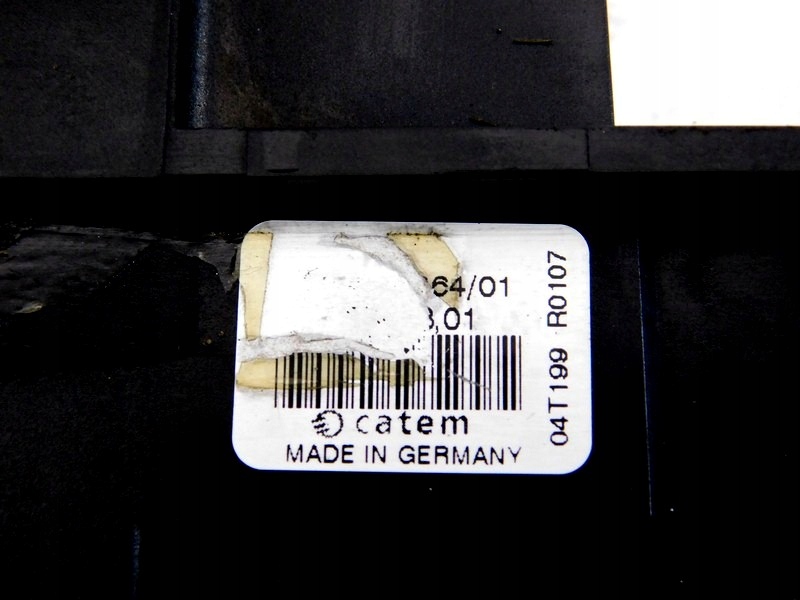 64/01
,01
catem
MADE IN GERMANY
04T199 R0107